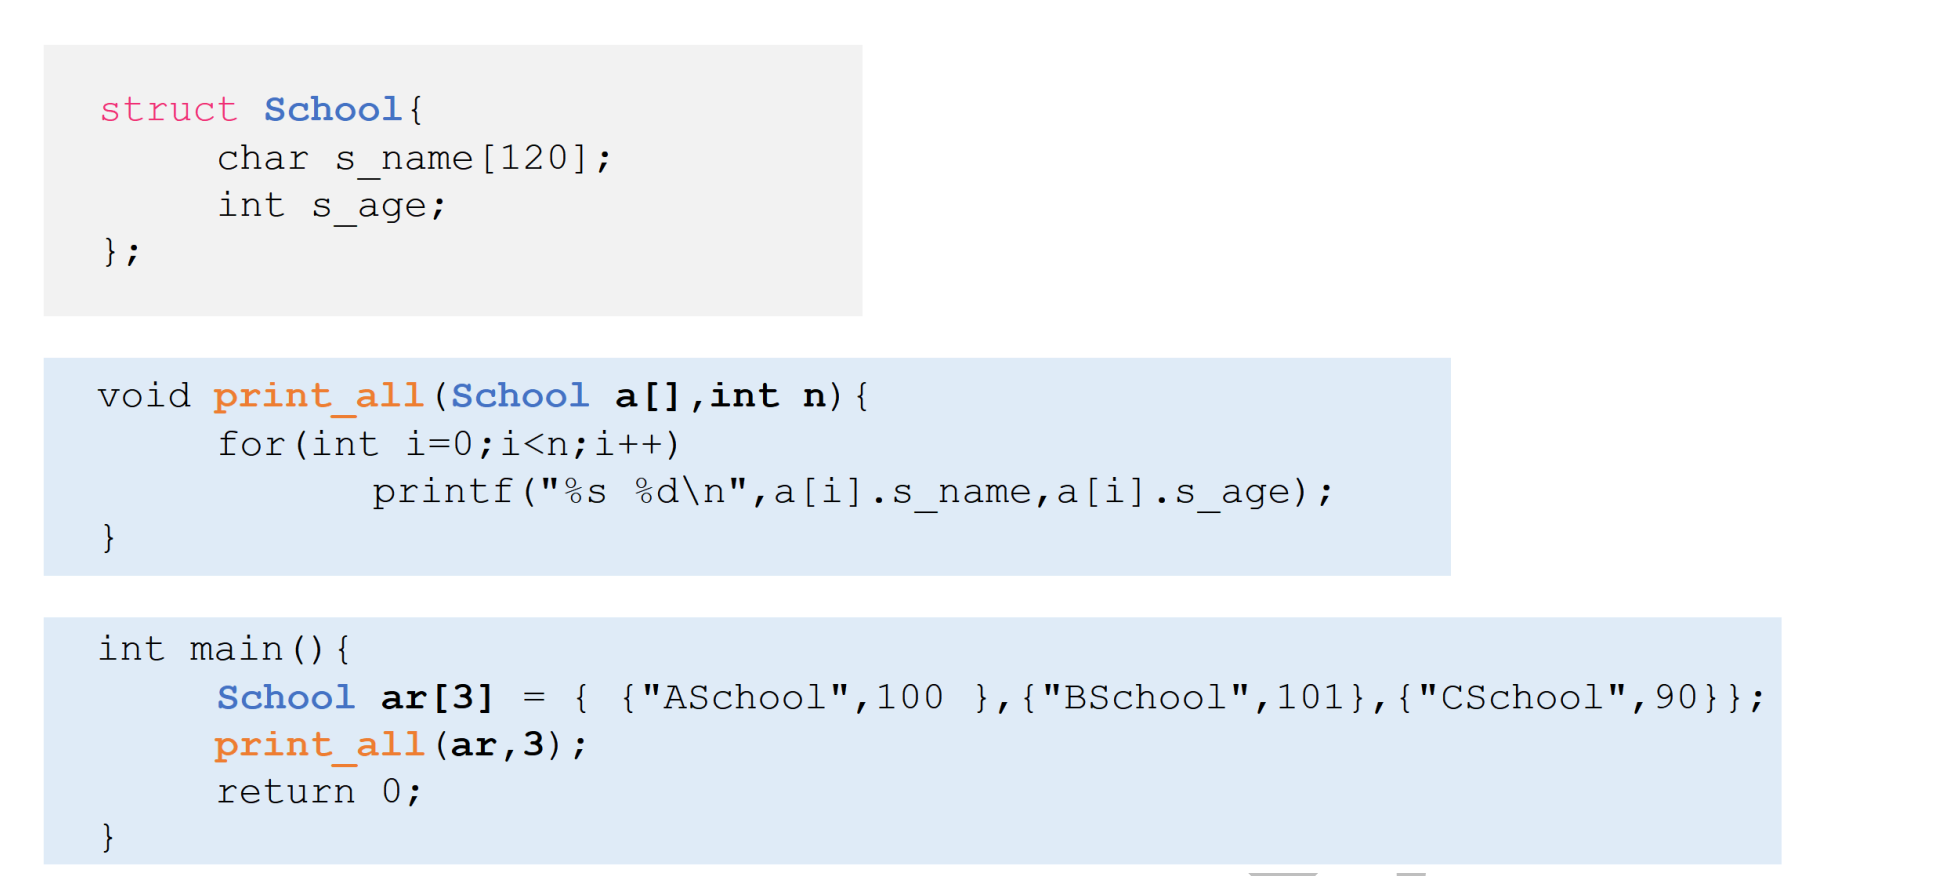 struct School{
char s_name[120];
int s_age;
};
void print_all(School a[],int n){
for(int i=0;i<n;i++)
printf("%s %d\n",a[i].s_name,a[i].s_age);
}
int main(){
School ar[3] = { {"ASchool",100 },{"BSchool",101},{"CSchool",90}};
print_all(ar,3);
return 0;
}